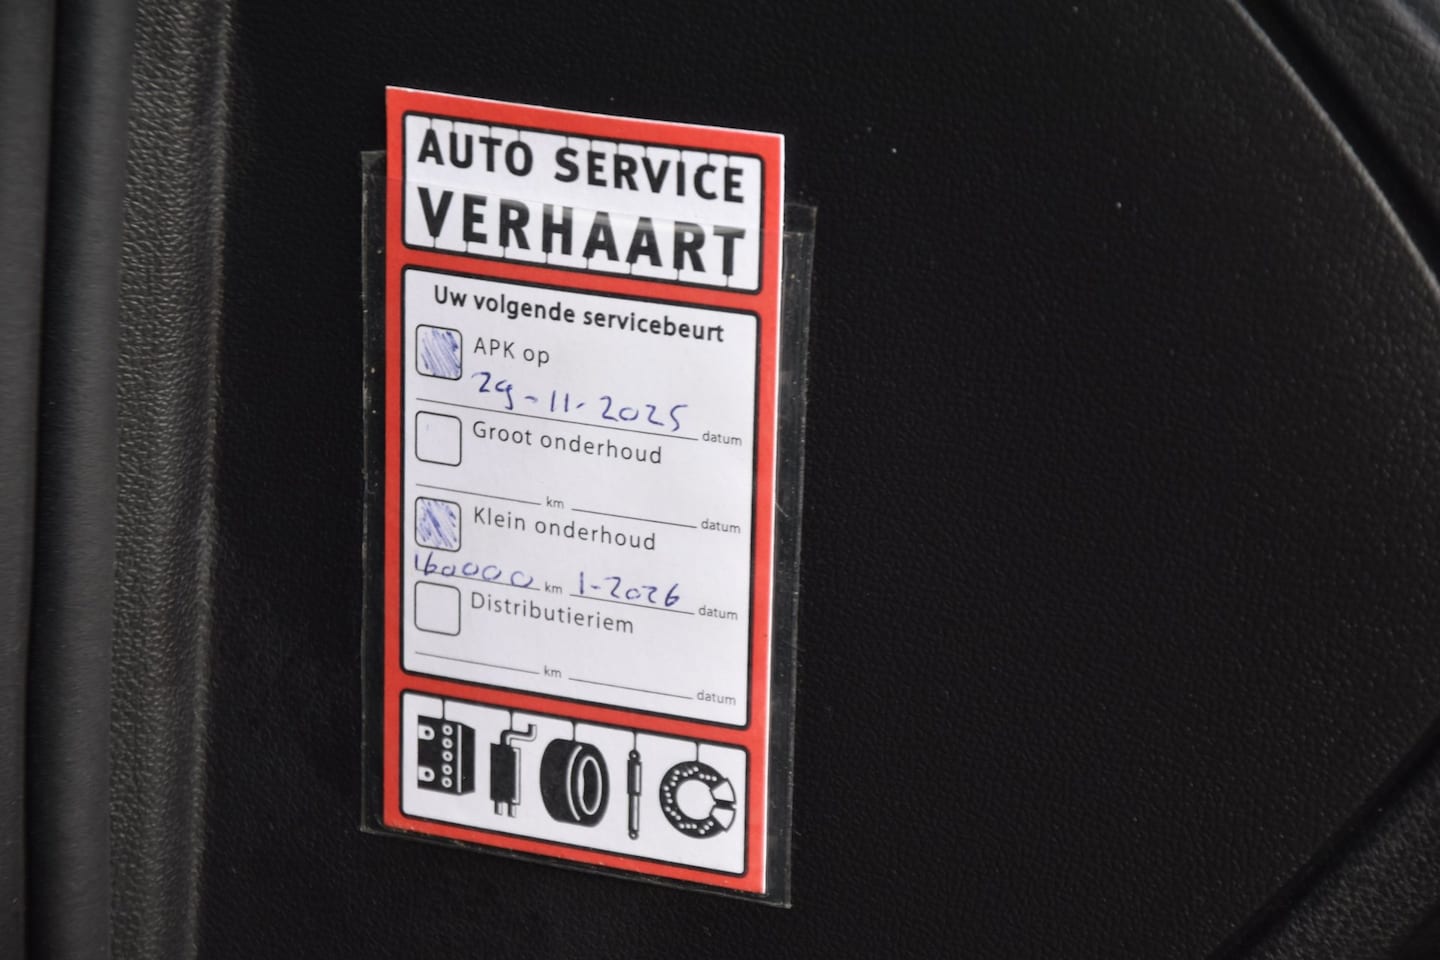 AUTO SERVICE
VERHAART
Uw volgende servicebeurt
APK op
29-11-2025 datum
Groot onderhoud
km datum
Klein onderhoud
160000 km 1-2026 datum
Distributieriem
km datum